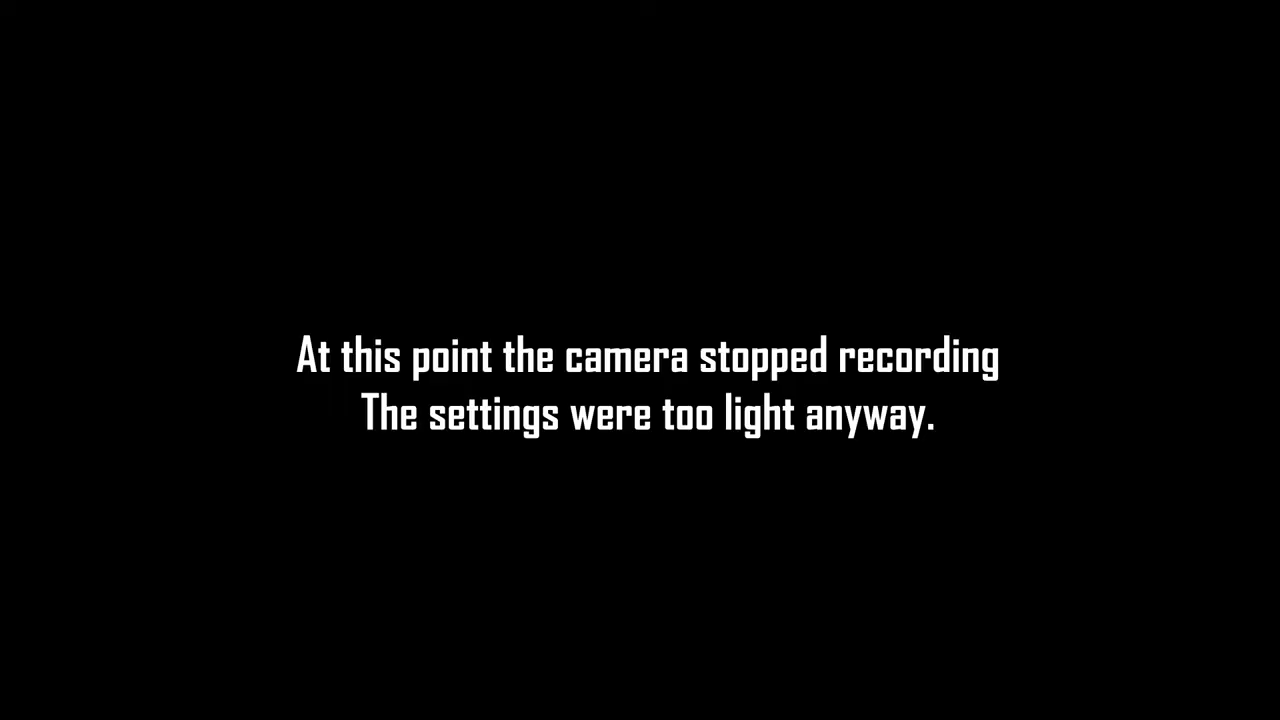 At this point the camera stopped recording
The settings were too light anyway.